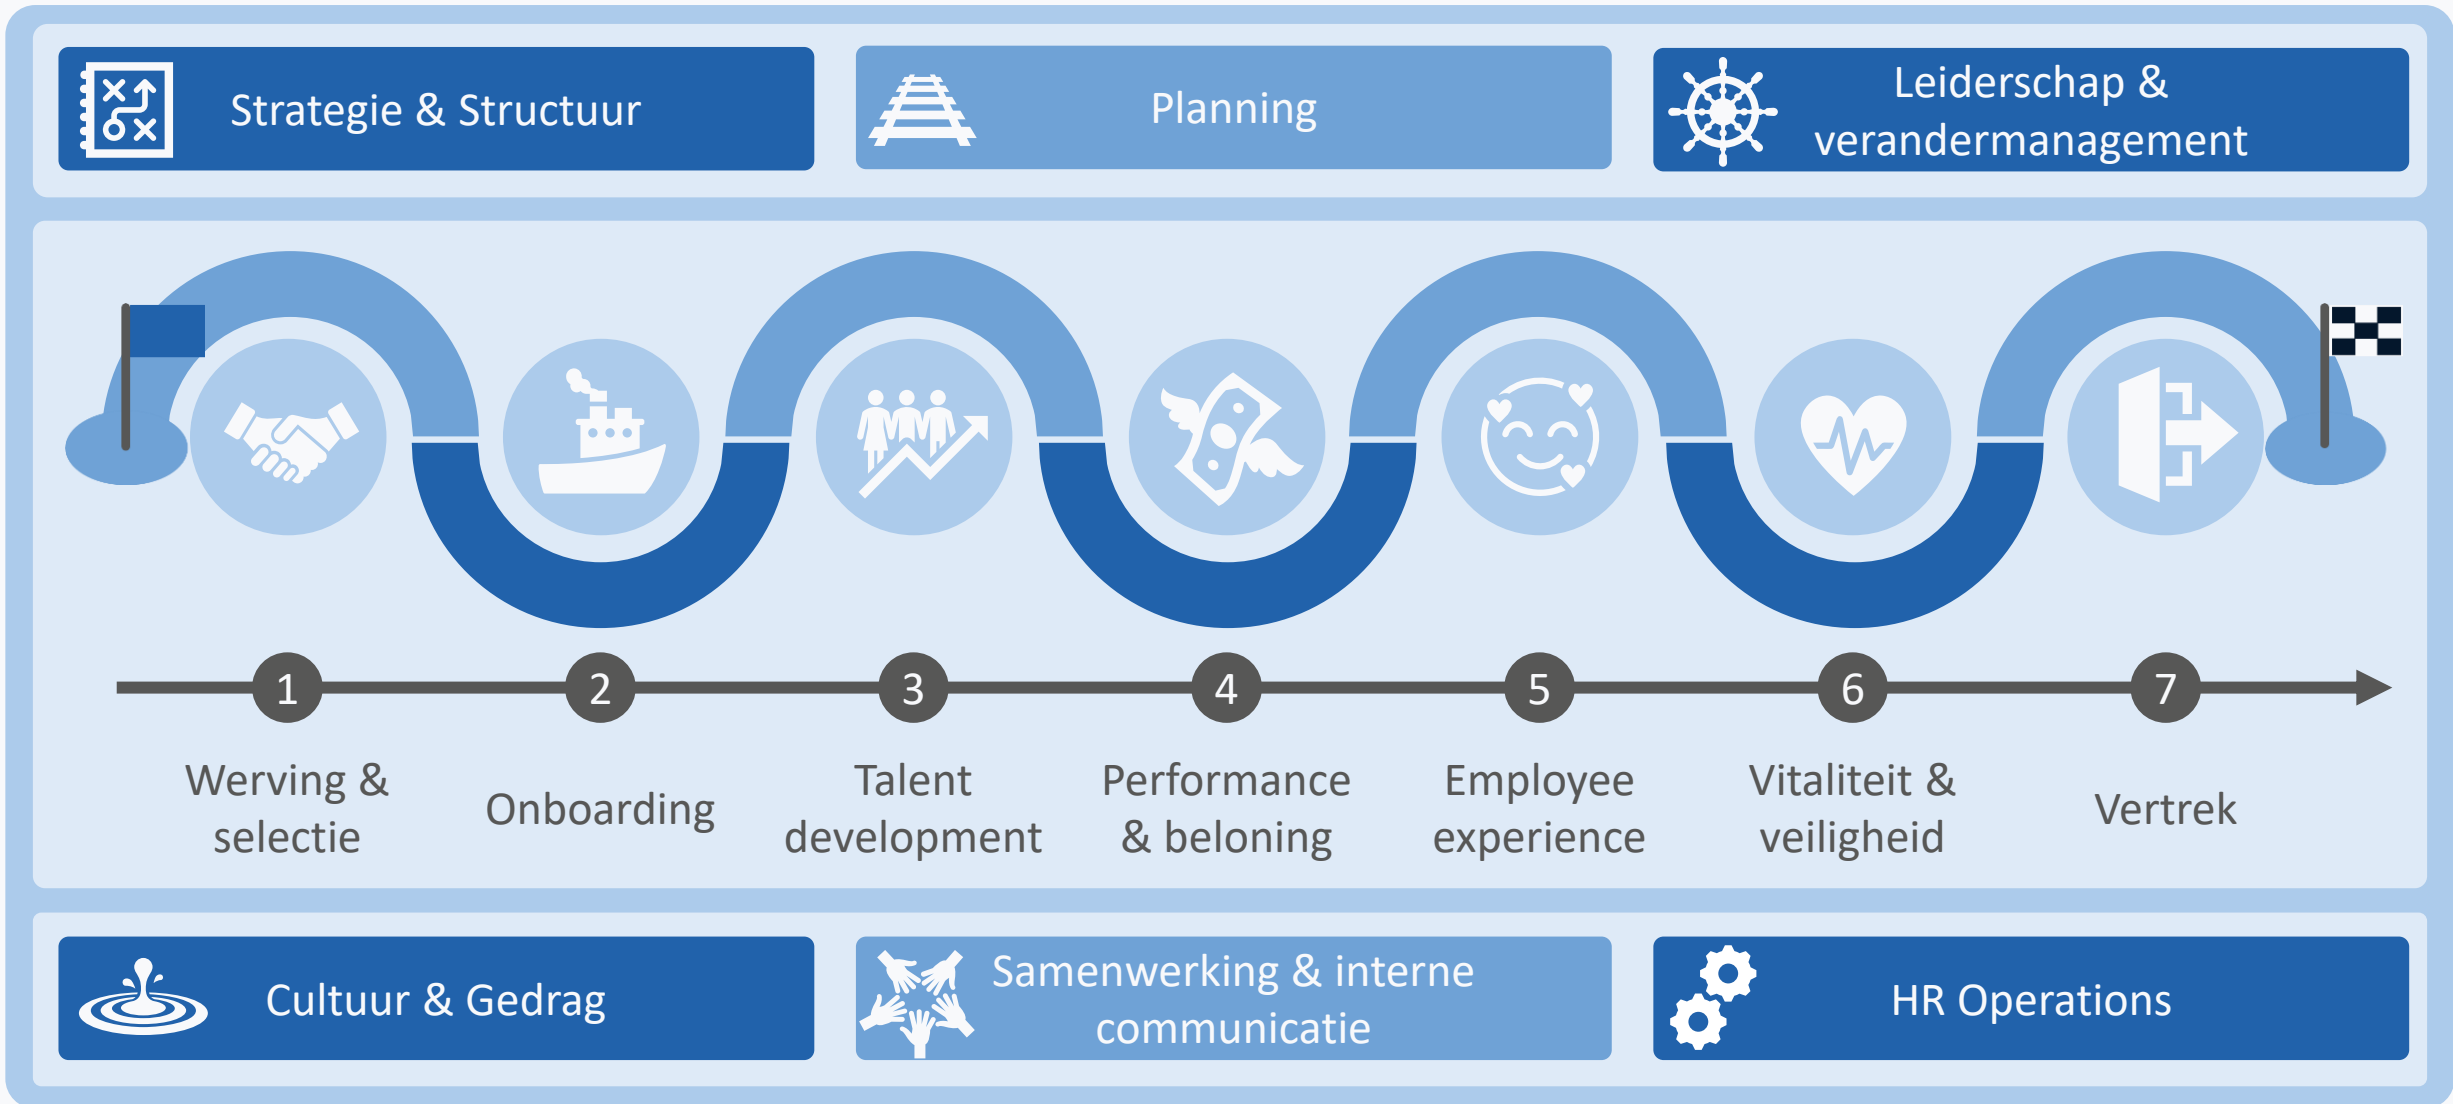 Strategie & Structuur
Planning
Leiderschap &
verandermanagement
1
2
3
4
5
6
7
Werving &
selectie
Onboarding
Talent
development
Performance
& beloning
Employee
experience
Vitaliteit &
veiligheid
Vertrek
Cultuur & Gedrag
Samenwerking & interne
communicatie
HR Operations